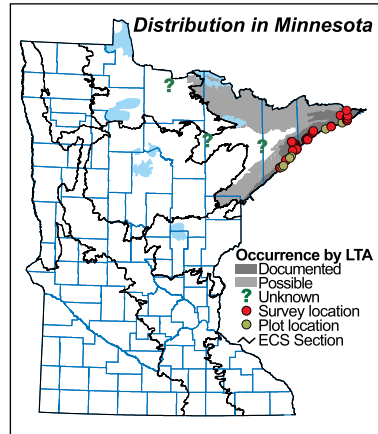 Distribution in Minnesota
?
?
?
Occurrence by LTA
Documented
Possible
? Unknown
Survey location
Plot location
ECS Section